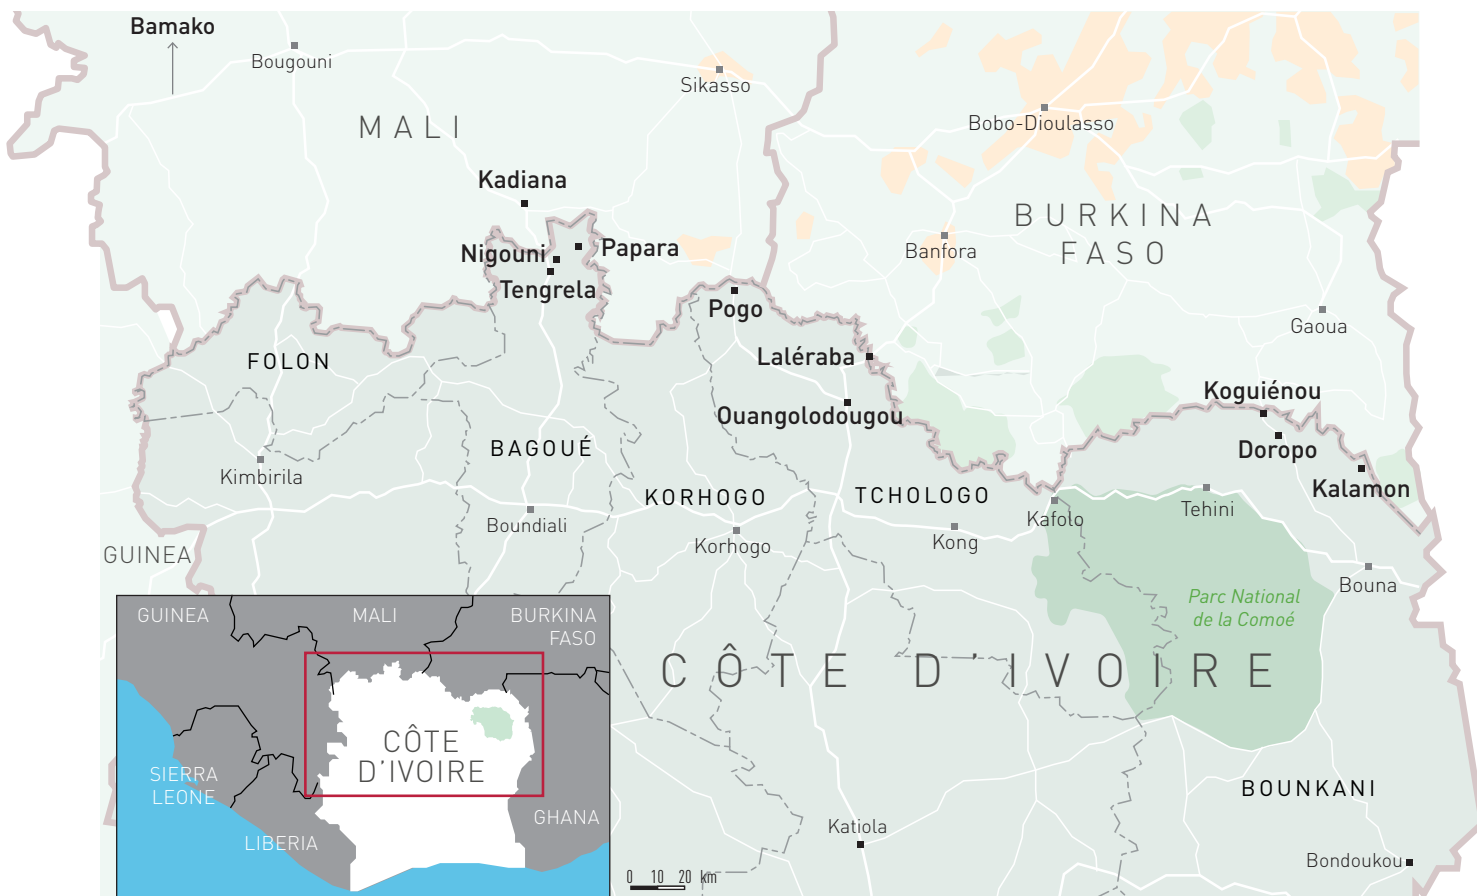 Bamako
Bougouni
Sikasso
MALI
Bobo-Dioulasso
Kadiana
BURKINA
FASO
Nigouni
Papara
Banfora
Tengrela
Pogo
Gaoua
FOLON
Laléraba
Koguiénou
Ouangolodougou
Doropo
BAGOUÉ
Kimbirila
KORHOGO
TCHOLOGO
Kalamon
Boundiali
Kafolo
Tehini
Korhogo
Kong
GUINEA
Bouna
Parc National
de la Comoé
CÔTE D'IVOIRE
BOUNKANI
Katiola
Bondoukou
0 10 20 km
GUINEA
MALI
BURKINA
FASO
CÔTE
D'IVOIRE
SIERRA
LEONE
LIBERIA
GHANA